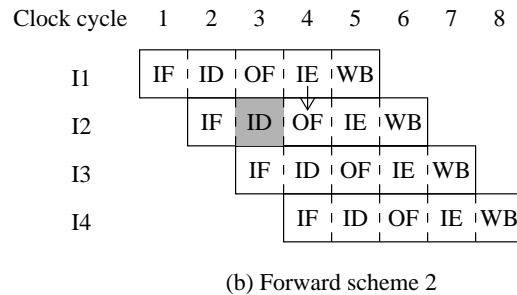 Clock cycle 1 2 3 4 5 6 7 8
I1 IF ID OF IE WB
I2 IF ID OF IE WB
I3 IF ID OF IE WB
I4 IF ID OF IE WB
(b) Forward scheme 2